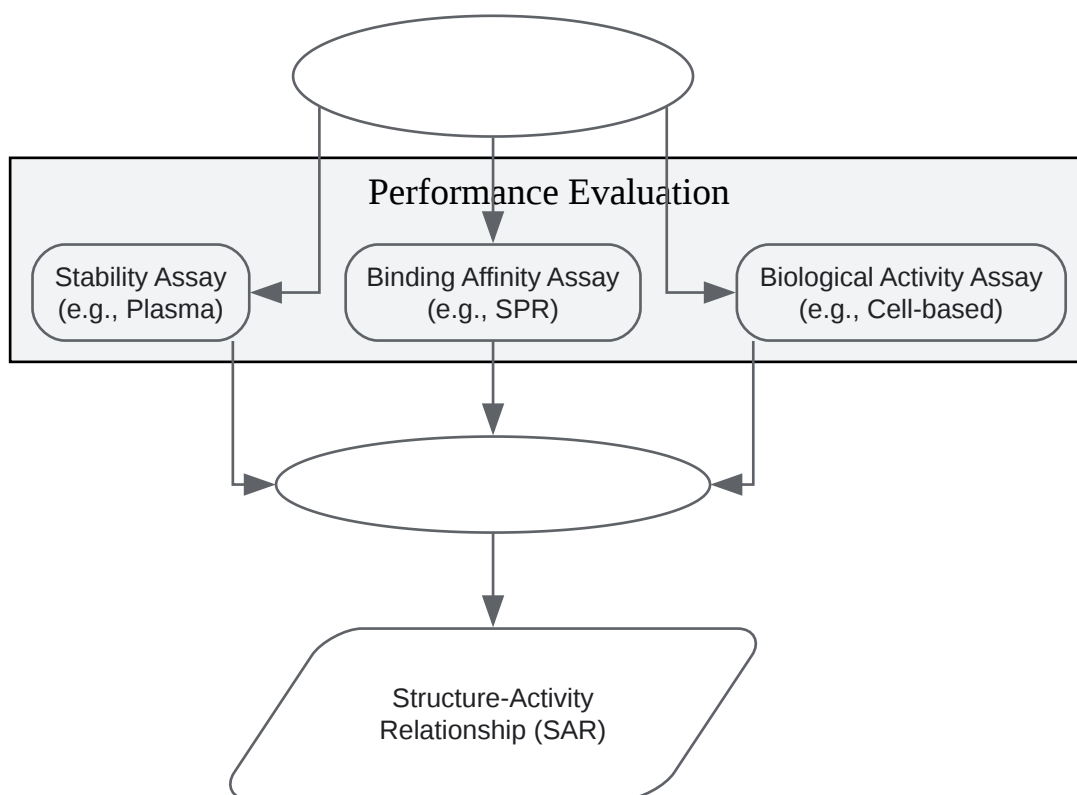 Performance Evaluation
Stability Assay
(e.g., Plasma)
Binding Affinity Assay
(e.g., SPR)
Biological Activity Assay
(e.g., Cell-based)
Structure-Activity
Relationship (SAR)